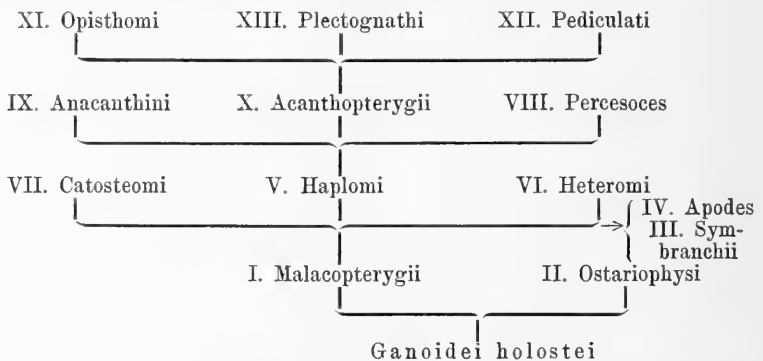 XI. Opisthomi XIII. Plectognathi XII. Pediculati
IX. Anacanthini X. Acanthopterygii VIII. Percesoces
VII. Catosteomi V. Haplomi VI. Heteromi
IV. Apodes
III. Sym-
branchii
I. Malacopterygii II. Ostariophysi
Ganoidei holostei